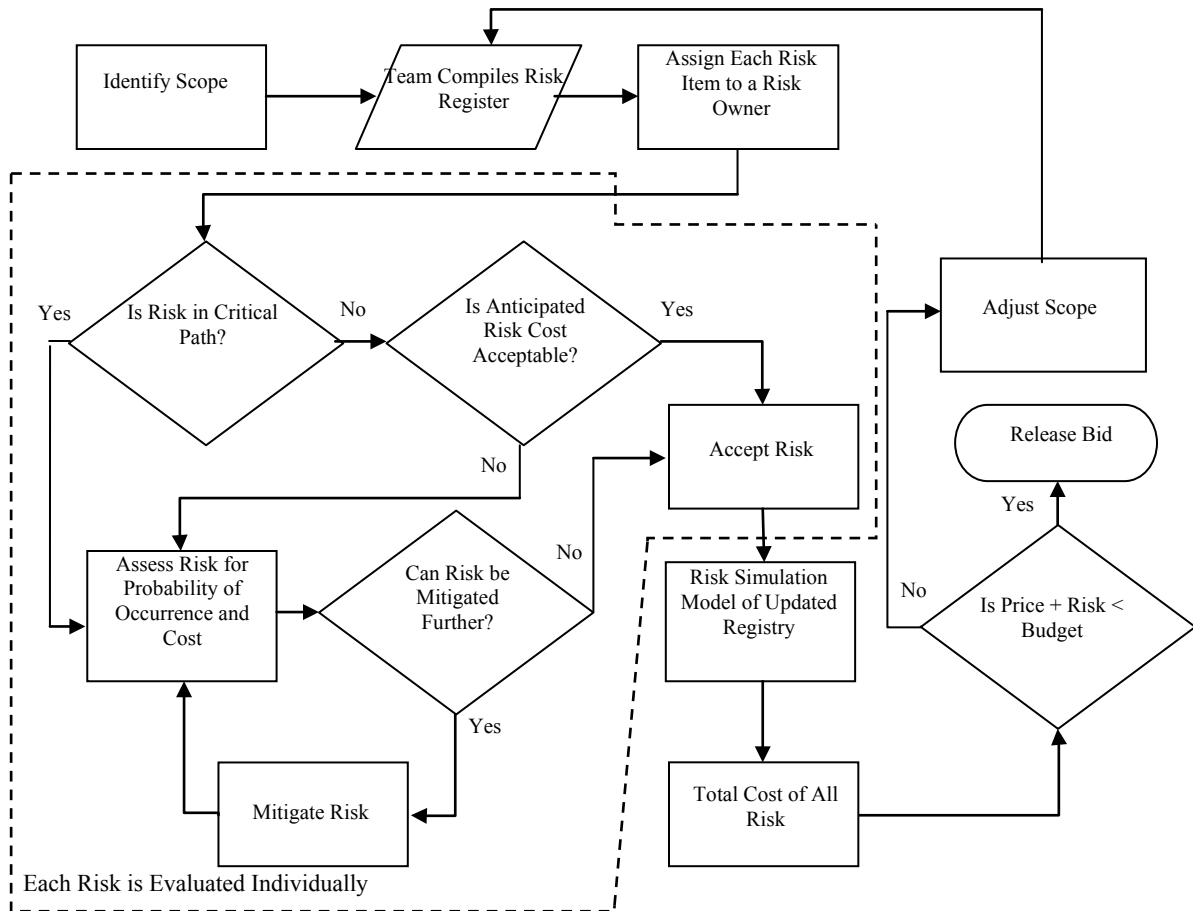 Identify Scope
Team Compiles Risk
Register
Assign Each Risk
Item to a Risk
Owner
Yes
Is Risk in Critical
Path?
No
Is Anticipated
Risk Cost
Acceptable?
Yes
Adjust Scope
Accept Risk
Release Bid
No
Yes
Assess Risk for
Probability of
Occurrence and
Cost
Can Risk be
Mitigated
Further?
No
Risk Simulation
Model of Updated
Registry
No
Is Price + Risk <
Budget
Yes
Mitigate Risk
Total Cost of All
Risk
Each Risk is Evaluated Individually